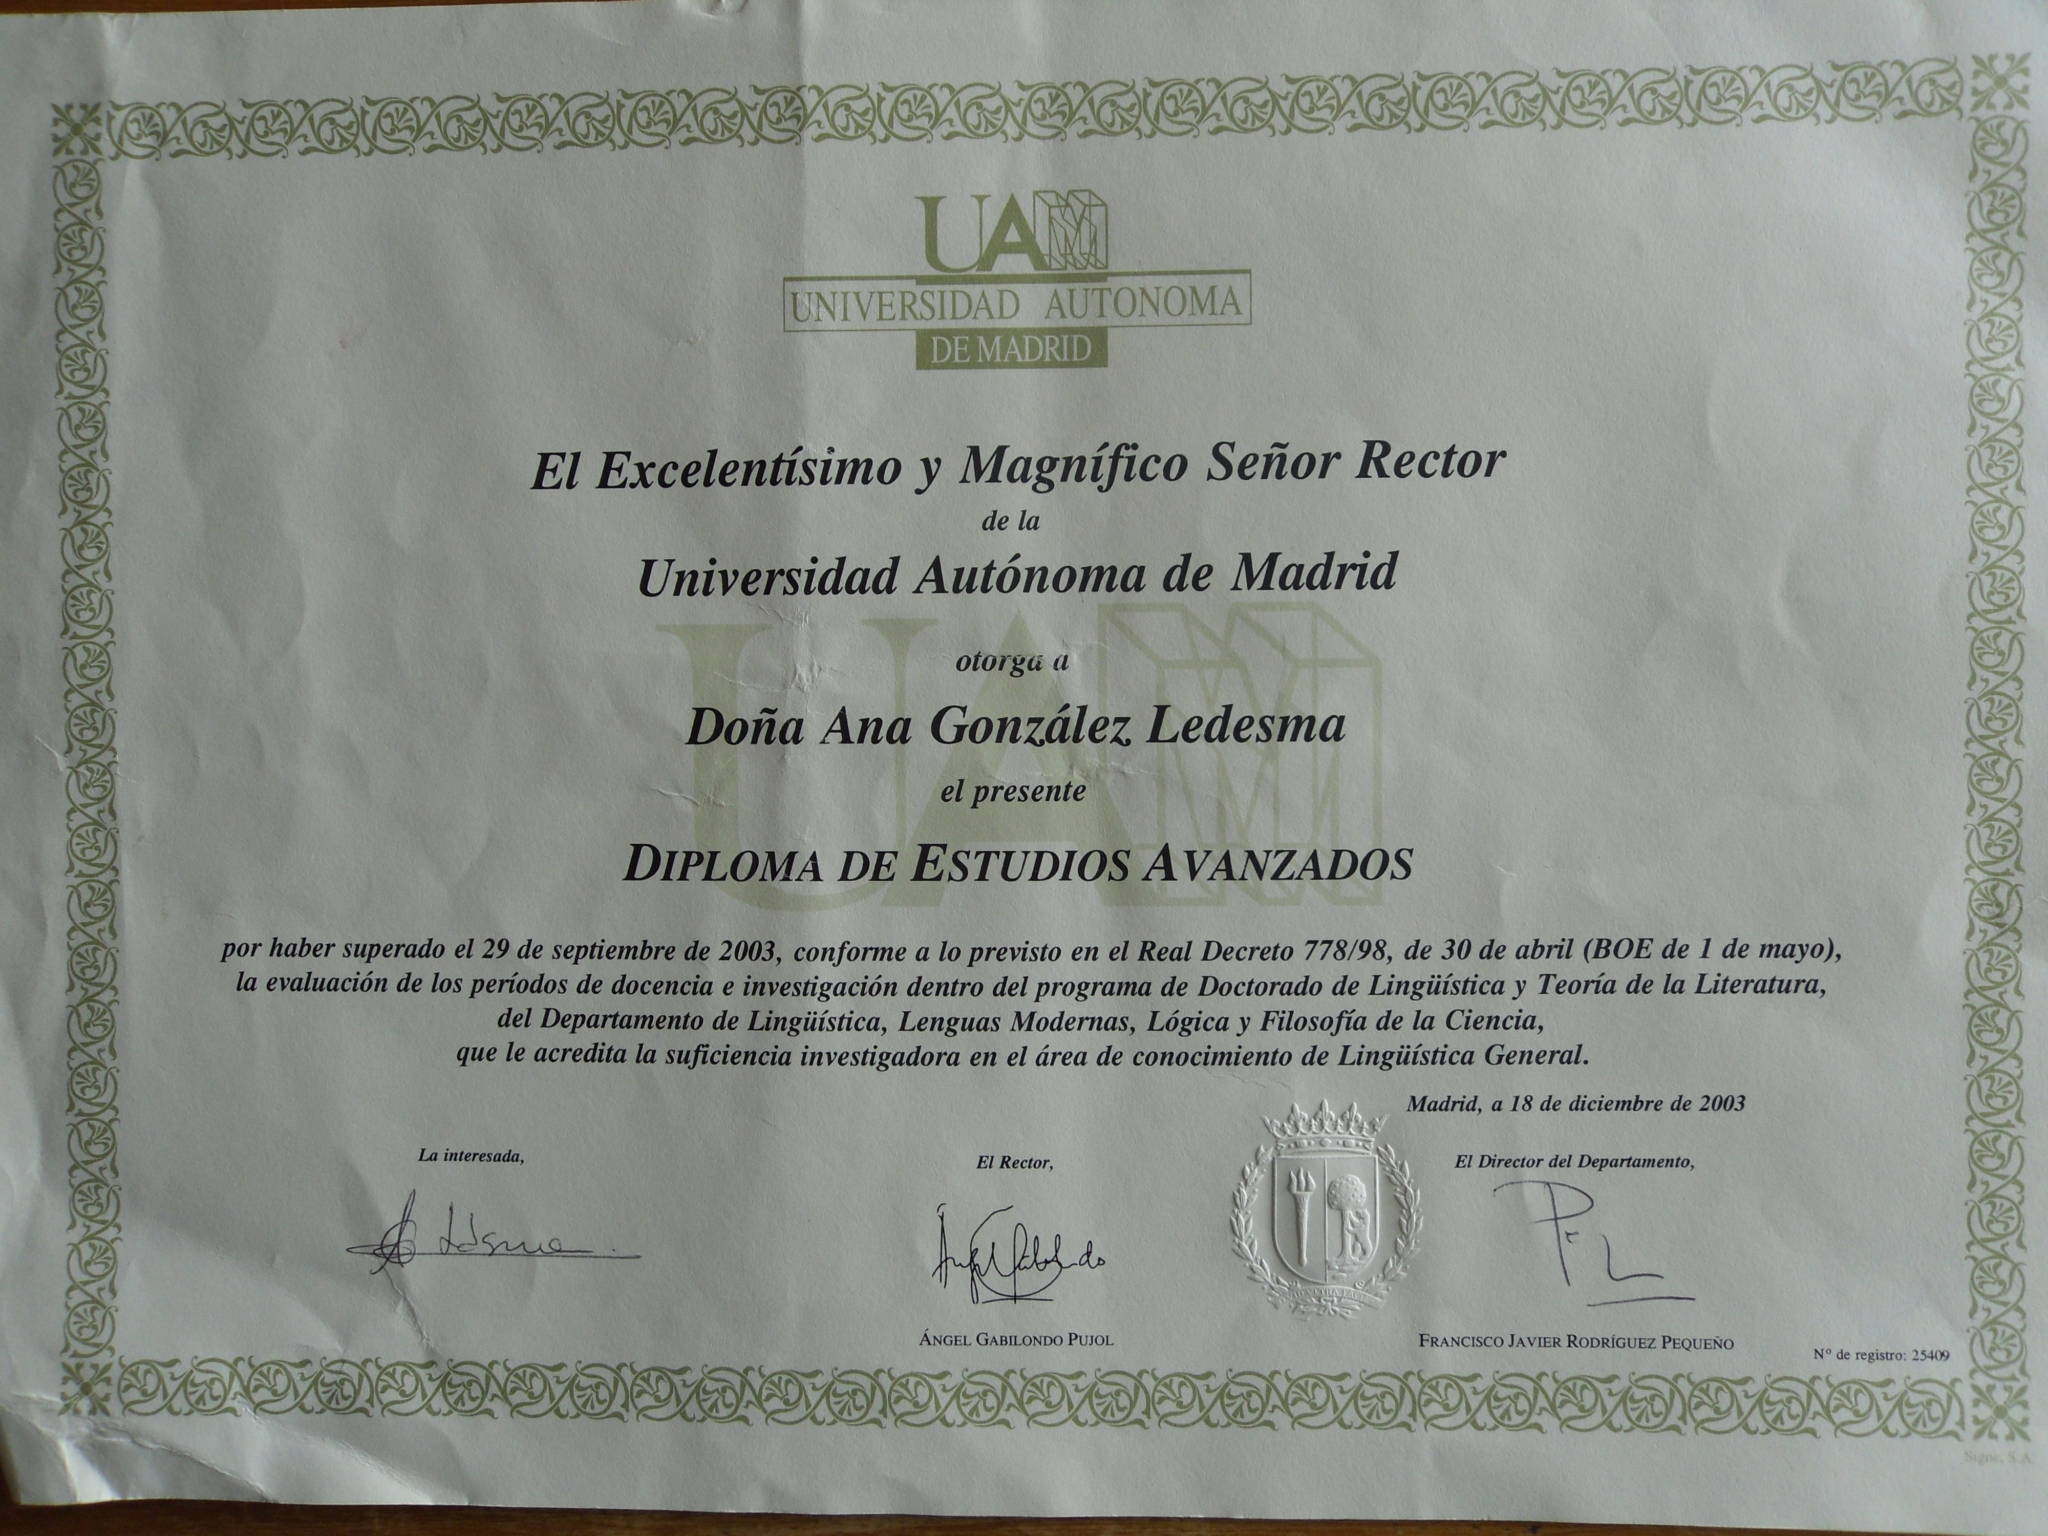 UAM
UNIVERSIDAD AUTONOMA
DE MADRID
El Excelentísimo y Magnífico Señor Rector
de la
Universidad Autónoma de Madrid
otorga a
Doña Ana González Ledesma
el presente
DIPLOMA DE ESTUDIOS AVANZADOS
por haber superado el 29 de septiembre de 2003, conforme a lo previsto en el Real Decreto 778/98, de 30 de abril (BOE de 1 de mayo),
la evaluación de los períodos de docencia e investigación dentro del programa de Doctorado de Lingüística y Teoría de la Literatura,
del Departamento de Lingüística, Lenguas Modernas, Lógica y Filosofía de la Ciencia,
que le acredita la suficiencia investigadora en el área de conocimiento de Lingüística General.
Madrid, a 18 de diciembre de 2003
La interesada,
El Rector,
El Director del Departamento,
Ángel Gabilondo
ÁNGEL GABILONDO PUJOL
FRANCISCO JAVIER RODRÍGUEZ PEQUEÑO
Nº de registro: 25409
Signe, S.A.